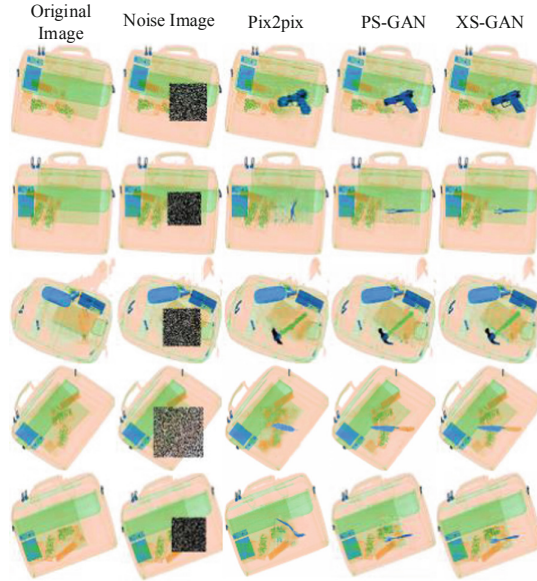 Original Image
Noise Image
Pix2pix
PS-GAN
XS-GAN